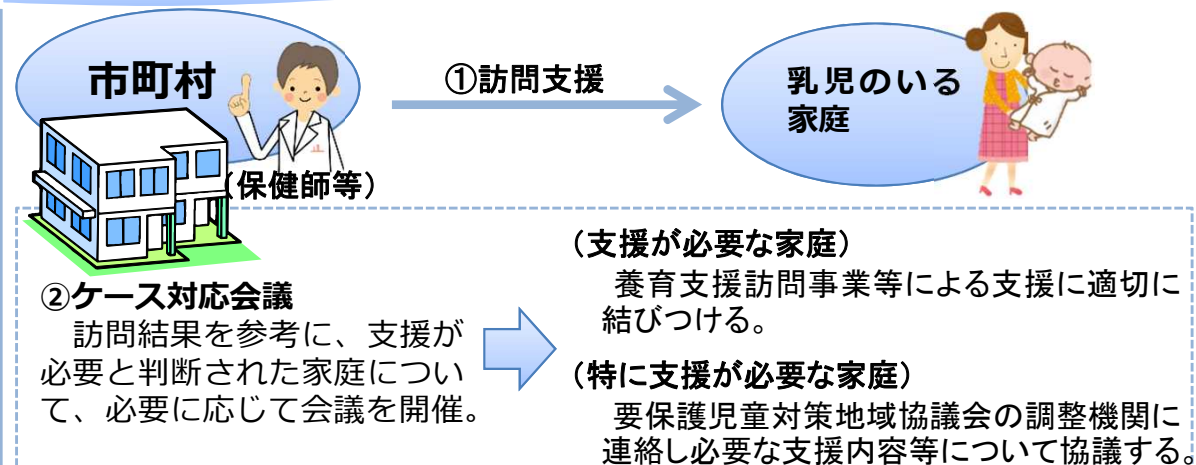 市町村
(保健師等)
①訪問支援
乳児のいる
家庭
②ケース対応会議
訪問結果を参考に、支援が
必要と判断された家庭につい
て、必要に応じて会議を開催。
(支援が必要な家庭)
養育支援訪問事業等による支援に適切に
結びつける。
(特に支援が必要な家庭)
要保護児童対策地域協議会の調整機関に
連絡し必要な支援内容等について協議する。